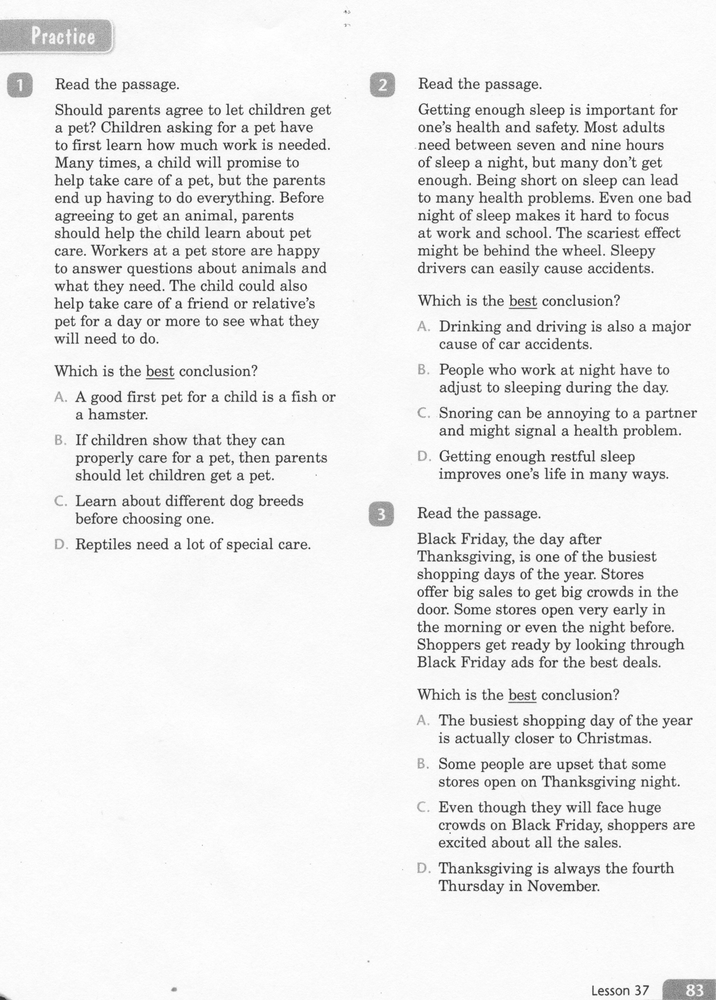 Practice
1
Read the passage.
Should parents agree to let children get
a pet? Children asking for a pet have
to first learn how much work is needed.
Many times, a child will promise to
help take care of a pet, but the parents
end up having to do everything. Before
agreeing to get an animal, parents
should help the child learn about pet
care. Workers at a pet store are happy
to answer questions about animals and
what they need. The child could also
help take care of a friend or relative’s
pet for a day or more to see what they
will need to do.
Which is the best conclusion?
A. A good first pet for a child is a fish or
a hamster.
B. If children show that they can
properly care for a pet, then parents
should let children get a pet.
C. Learn about different dog breeds
before choosing one.
D. Reptiles need a lot of special care.
2
Read the passage.
Getting enough sleep is important for
one’s health and safety. Most adults
need between seven and nine hours
of sleep a night, but many don’t get
enough. Being short on sleep can lead
to many health problems. Even one bad
night of sleep makes it hard to focus
at work and school. The scariest effect
might be behind the wheel. Sleepy
drivers can easily cause accidents.
Which is the best conclusion?
A. Drinking and driving is also a major
cause of car accidents.
B. People who work at night have to
adjust to sleeping during the day.
C. Snoring can be annoying to a partner
and might signal a health problem.
D. Getting enough restful sleep
improves one’s life in many ways.
3
Read the passage.
Black Friday, the day after
Thanksgiving, is one of the busiest
shopping days of the year. Stores
offer big sales to get big crowds in the
door. Some stores open very early in
the morning or even the night before.
Shoppers get ready by looking through
Black Friday ads for the best deals.
Which is the best conclusion?
A. The busiest shopping day of the year
is actually closer to Christmas.
B. Some people are upset that some
stores open on Thanksgiving night.
C. Even though they will face huge
crowds on Black Friday, shoppers are
excited about all the sales.
D. Thanksgiving is always the fourth
Thursday in November.
Lesson 37
83